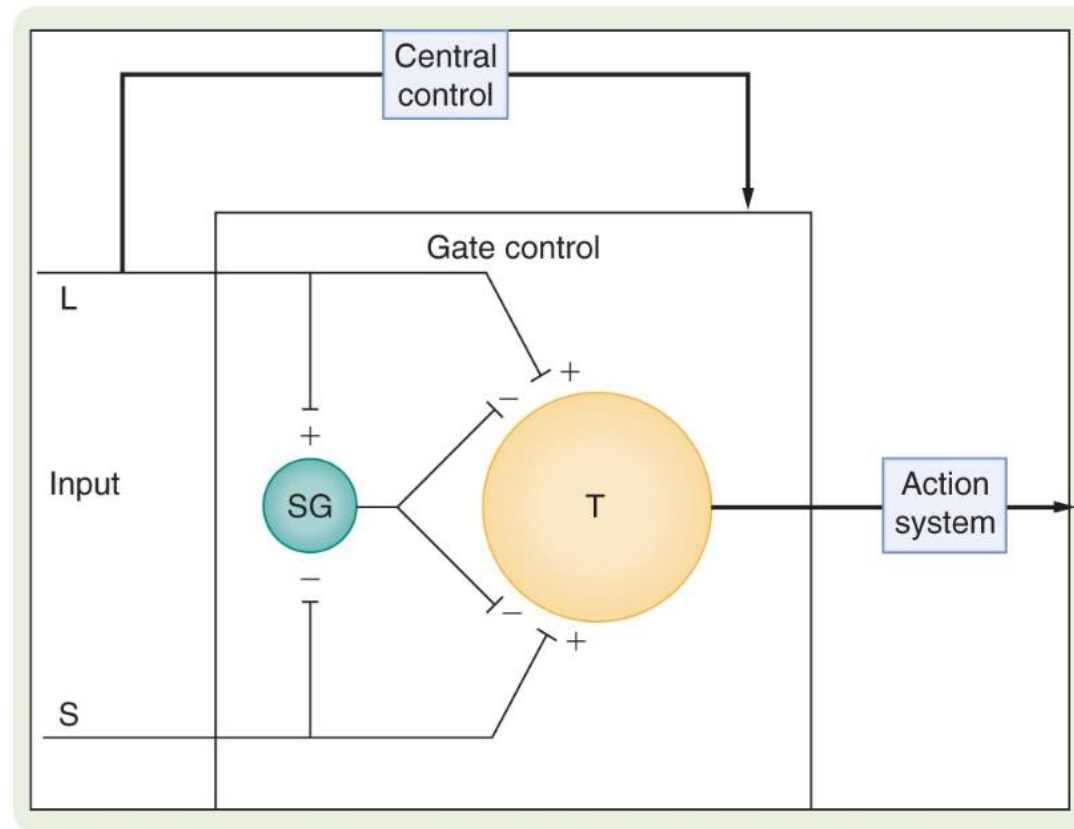 Central
control
Gate control
L
+
−
+
Input
SG
T
Action
system
−
−
+
S